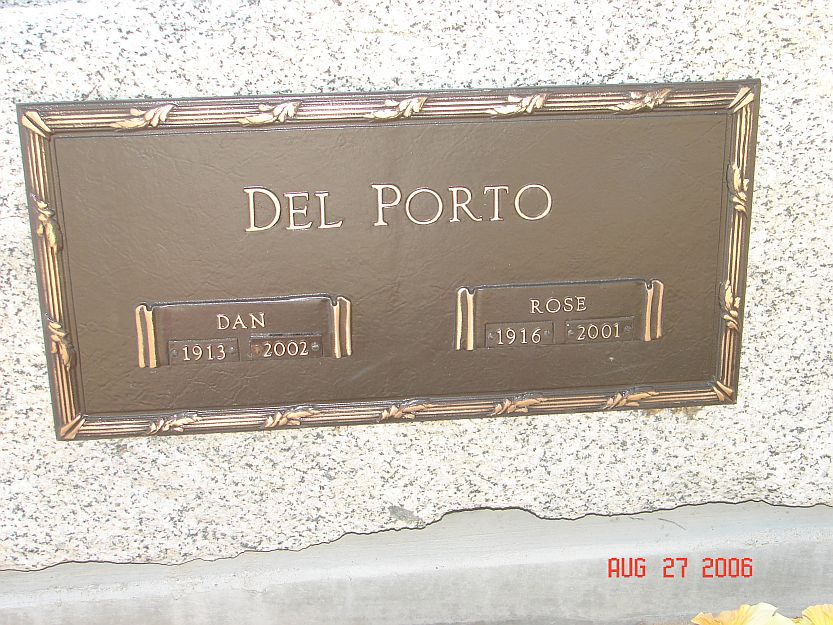 DEL PORTO
DAN
1913 2002
ROSE
1916 2001
AUG 27 2006